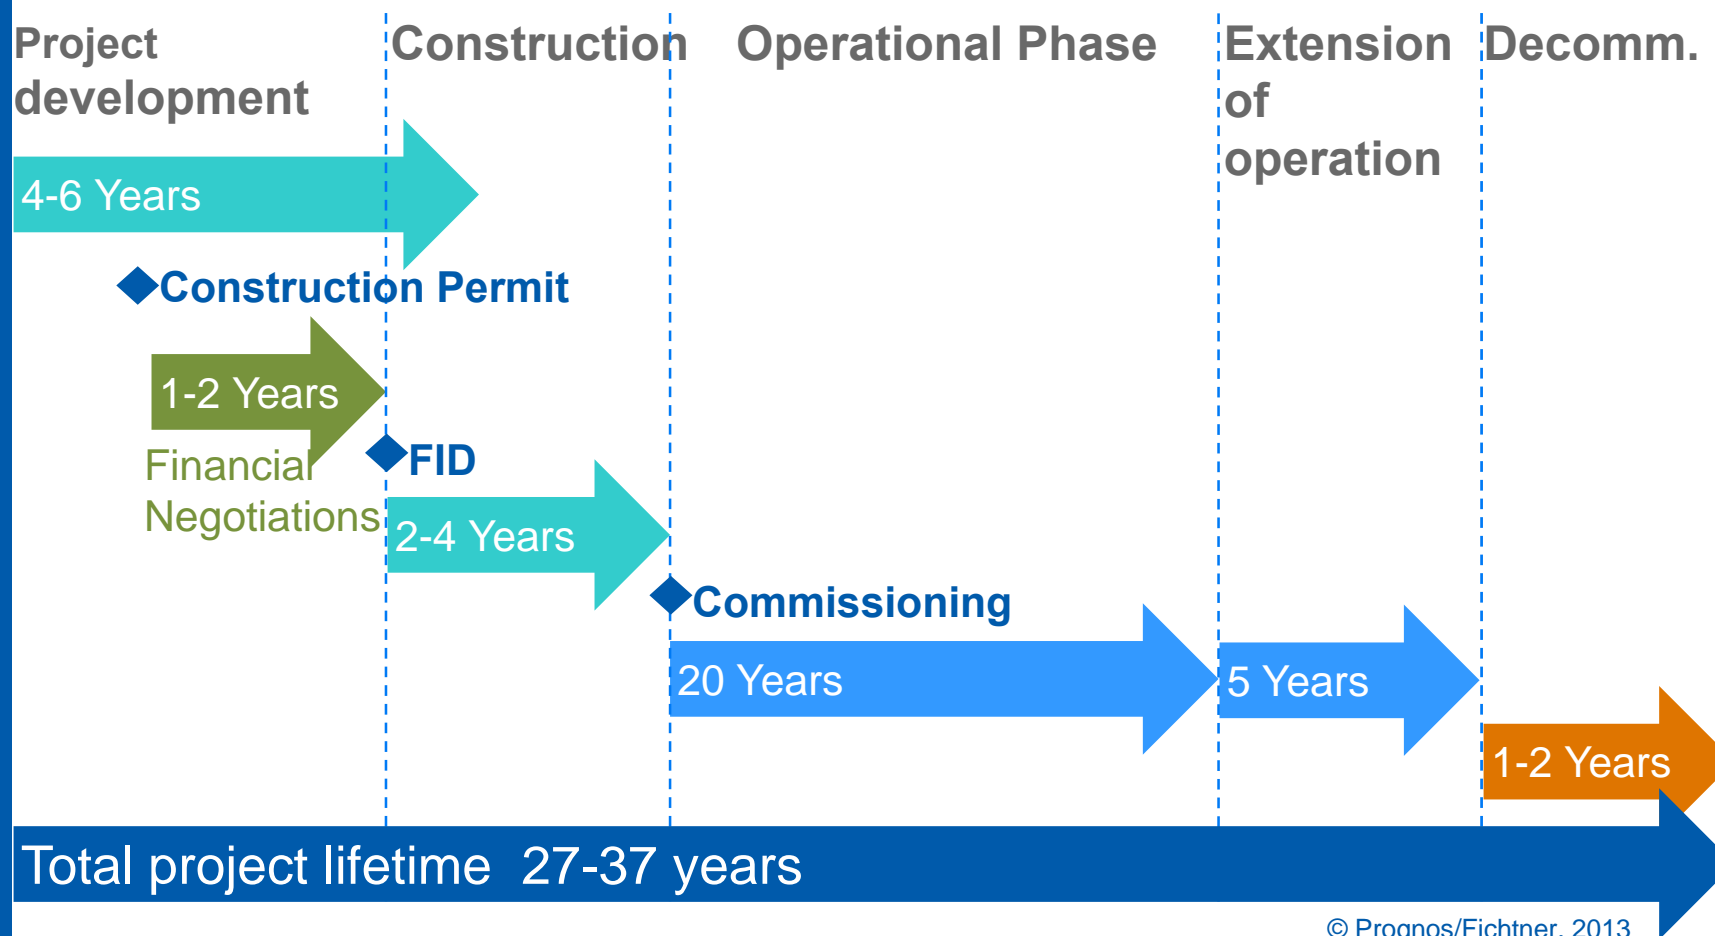 Project
development
Construction
Operational Phase
Extension
of
operation
Decomm.
4-6 Years
Construction Permit
1-2 Years
Financial
Negotiations
FID
2-4 Years
Commissioning
20 Years
5 Years
1-2 Years
Total project lifetime 27-37 years
© Prognos/Fichtner, 2013